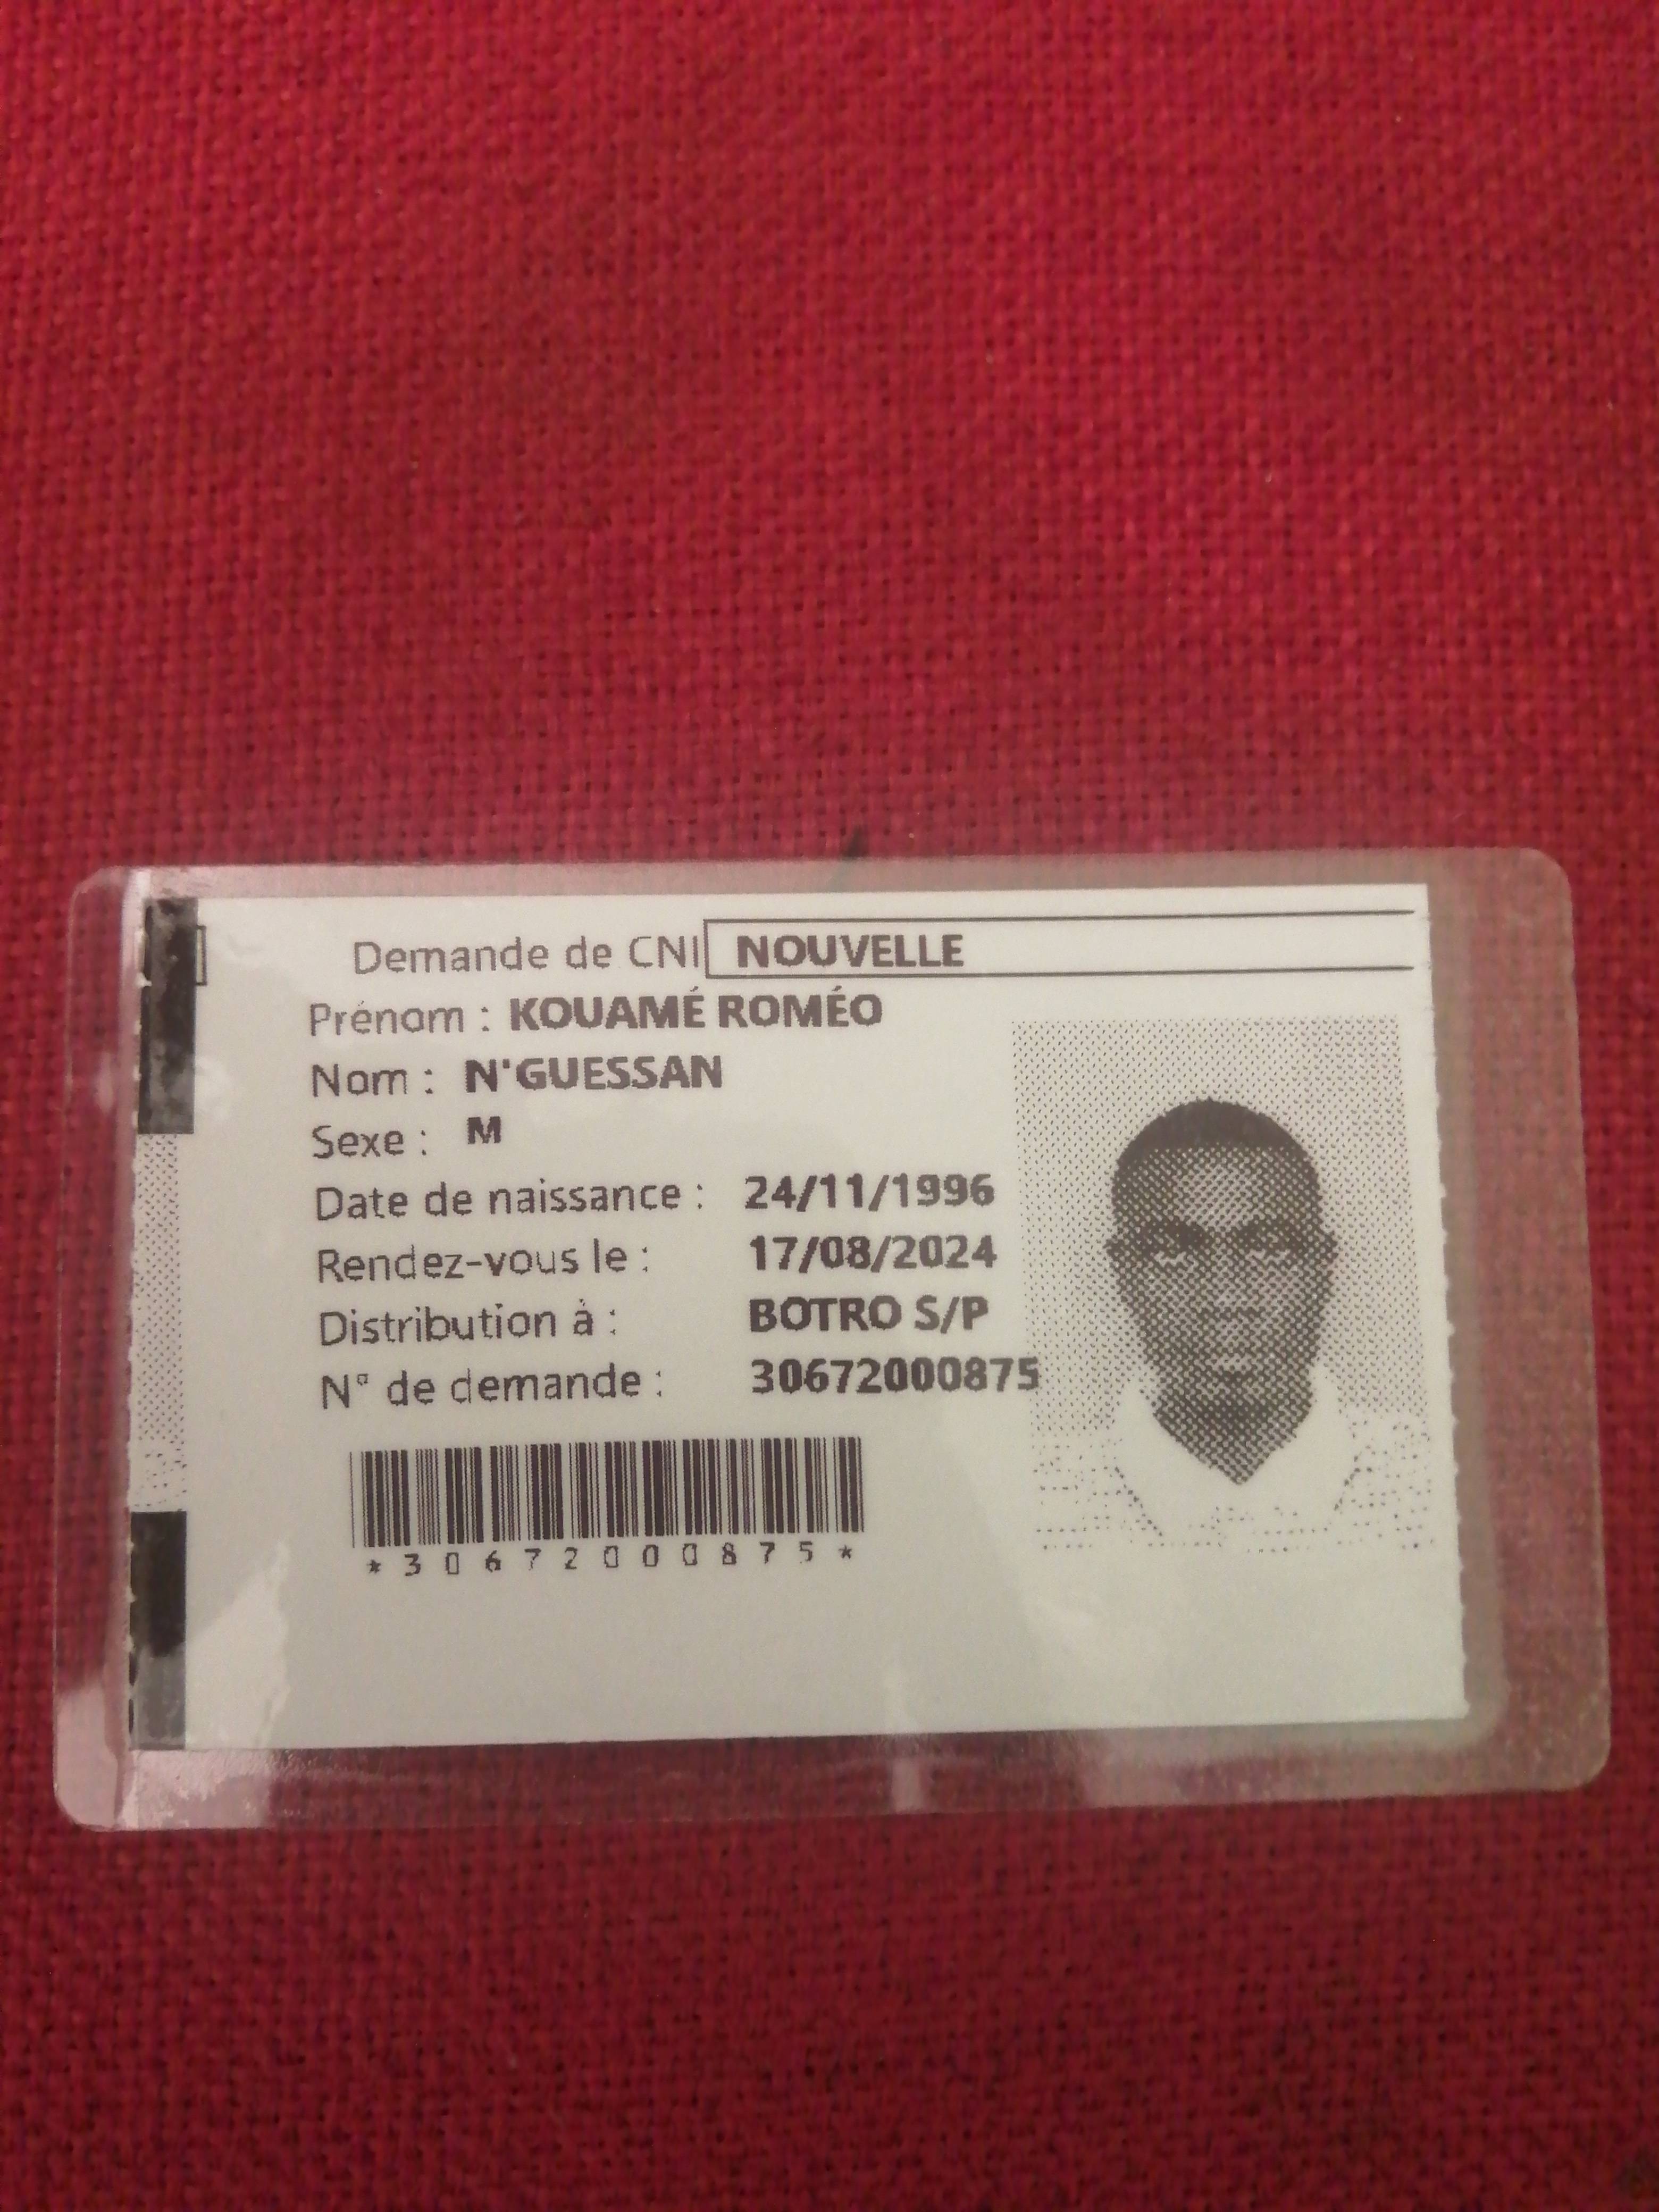 Demande de CNI NOUVELLE
Prénom : KOUAMÉ ROMÉO
Nom : N'GUESSAN
Sexe : M
Date de naissance : 24/11/1996
Rendez-vous le : 17/08/2024
Distribution à : BOTRO S/P
N° de demande : 30672000875
*30672000875*